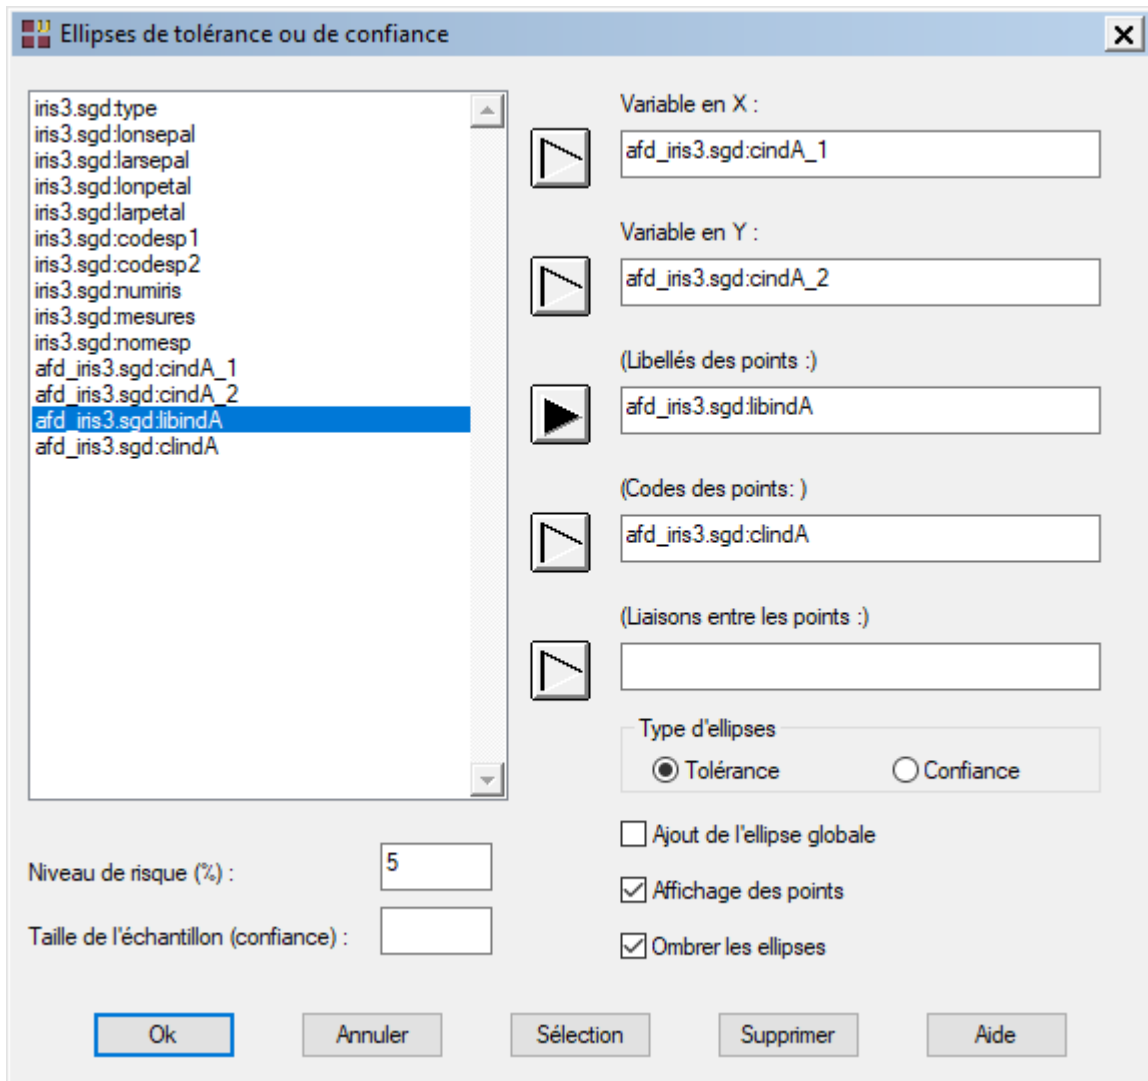 Ellipses de tolérance ou de confiance
iris3.sgd:type
iris3.sgd:lonsepal
iris3.sgd:larsepal
iris3.sgd:lonpetal
iris3.sgd:larpetal
iris3.sgd:codesp1
iris3.sgd:codesp2
iris3.sgd:numiris
iris3.sgd:mesures
iris3.sgd:nomesp
afd_iris3.sgd:cindA_1
afd_iris3.sgd:cindA_2
afd_iris3.sgd:libindA
afd_iris3.sgd:clindA
Variable en X :
afd_iris3.sgd:cindA_1
Variable en Y :
afd_iris3.sgd:cindA_2
(Libellés des points :)
afd_iris3.sgd:libindA
(Codes des points: )
afd_iris3.sgd:clindA
(Liaisons entre les points :)
Type d'ellipses
Tolérance
Confiance
Ajout de l'ellipse globale
Affichage des points
Ombrer les ellipses
Niveau de risque (%) :
5
Taille de l'échantillon (confiance) :
Ok
Annuler
Sélection
Supprimer
Aide